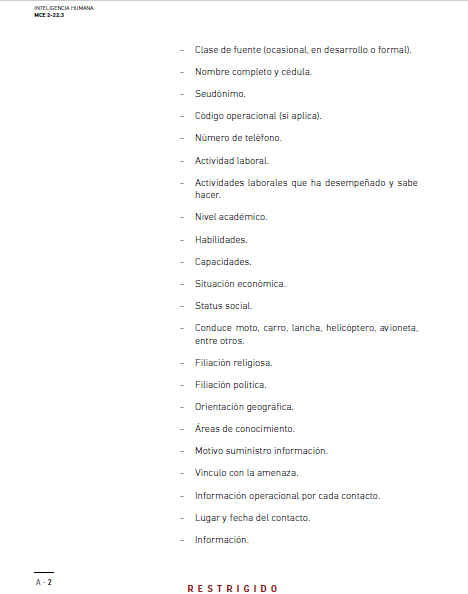 INTELIGENCIA HUMANA
MCE 2-22.3
- Clase de fuente (ocasional, en desarrollo o formal).
- Nombre completo y cédula.
- Seudónimo.
- Código operacional (si aplica).
- Número de teléfono.
- Actividad laboral.
- Actividades laborales que ha desempeñado y sabe
hacer.
- Nivel académico.
- Habilidades.
- Capacidades.
- Situación económica.
- Status social.
- Conduce moto, carro, lancha, helicóptero, avioneta,
entre otros.
- Filiación religiosa.
- Filiación política.
- Orientación geográfica.
- Áreas de conocimiento.
- Motivo suministro información.
- Vínculo con la amenaza.
- Información operacional por cada contacto.
- Lugar y fecha del contacto.
- Información.
A - 2
RESTRIGIDO